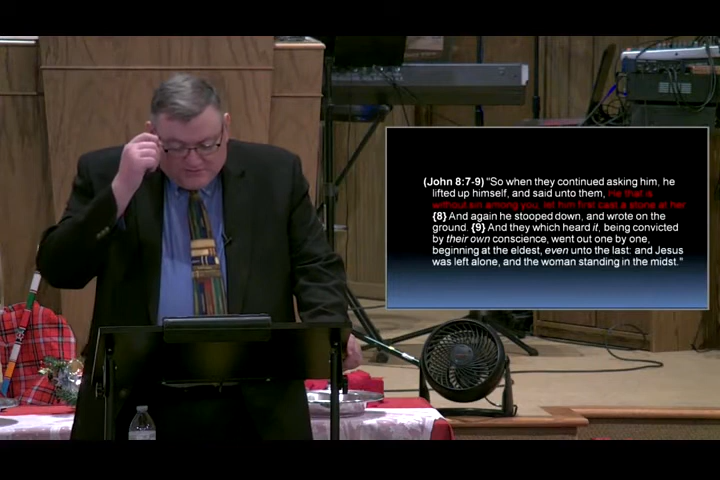 (John 8:7-9) "So when they continued asking him, he
lifted up himself, and said unto them, He that is
without sin among you, let him first cast a stone at her.
{8} And again he stooped down, and wrote on the
ground. {9} And they which heard it, being convicted
by their own conscience, went out one by one,
beginning at the eldest, even unto the last: and Jesus
was left alone, and the woman standing in the midst."